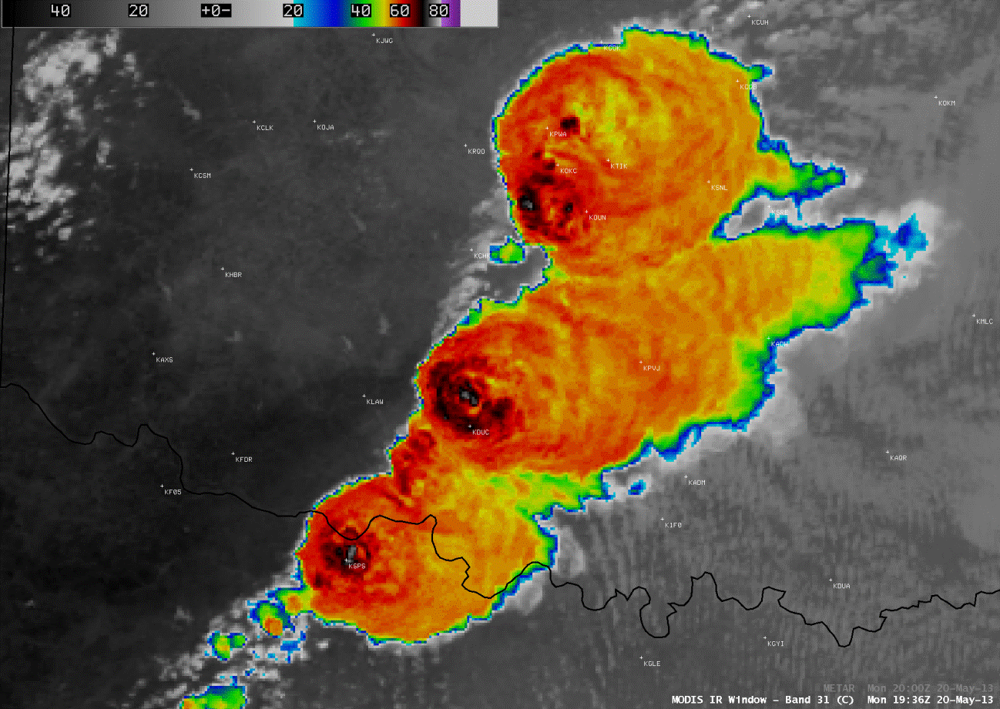 40 20 +0- 20 40 60 80
KCUH
KJWG
KGOK
KCQB
KOKM
KCLK KOJA
KPWA
KRQO
KTIK
KOKC
KCSM
KSNL
KSRE
KOUN
KCHK
KHBR
KMLC
KADH
KAXS
KPVJ
KLAW
KDUC
KAQR
KFDR
KADM
KF05
K1F0
KSPS
KDUA
KGYI
KGLE
METAR Mon 20:00Z 20-May-13
MODIS IR Window - Band 31 (C) Mon 19:36Z 20-May-13